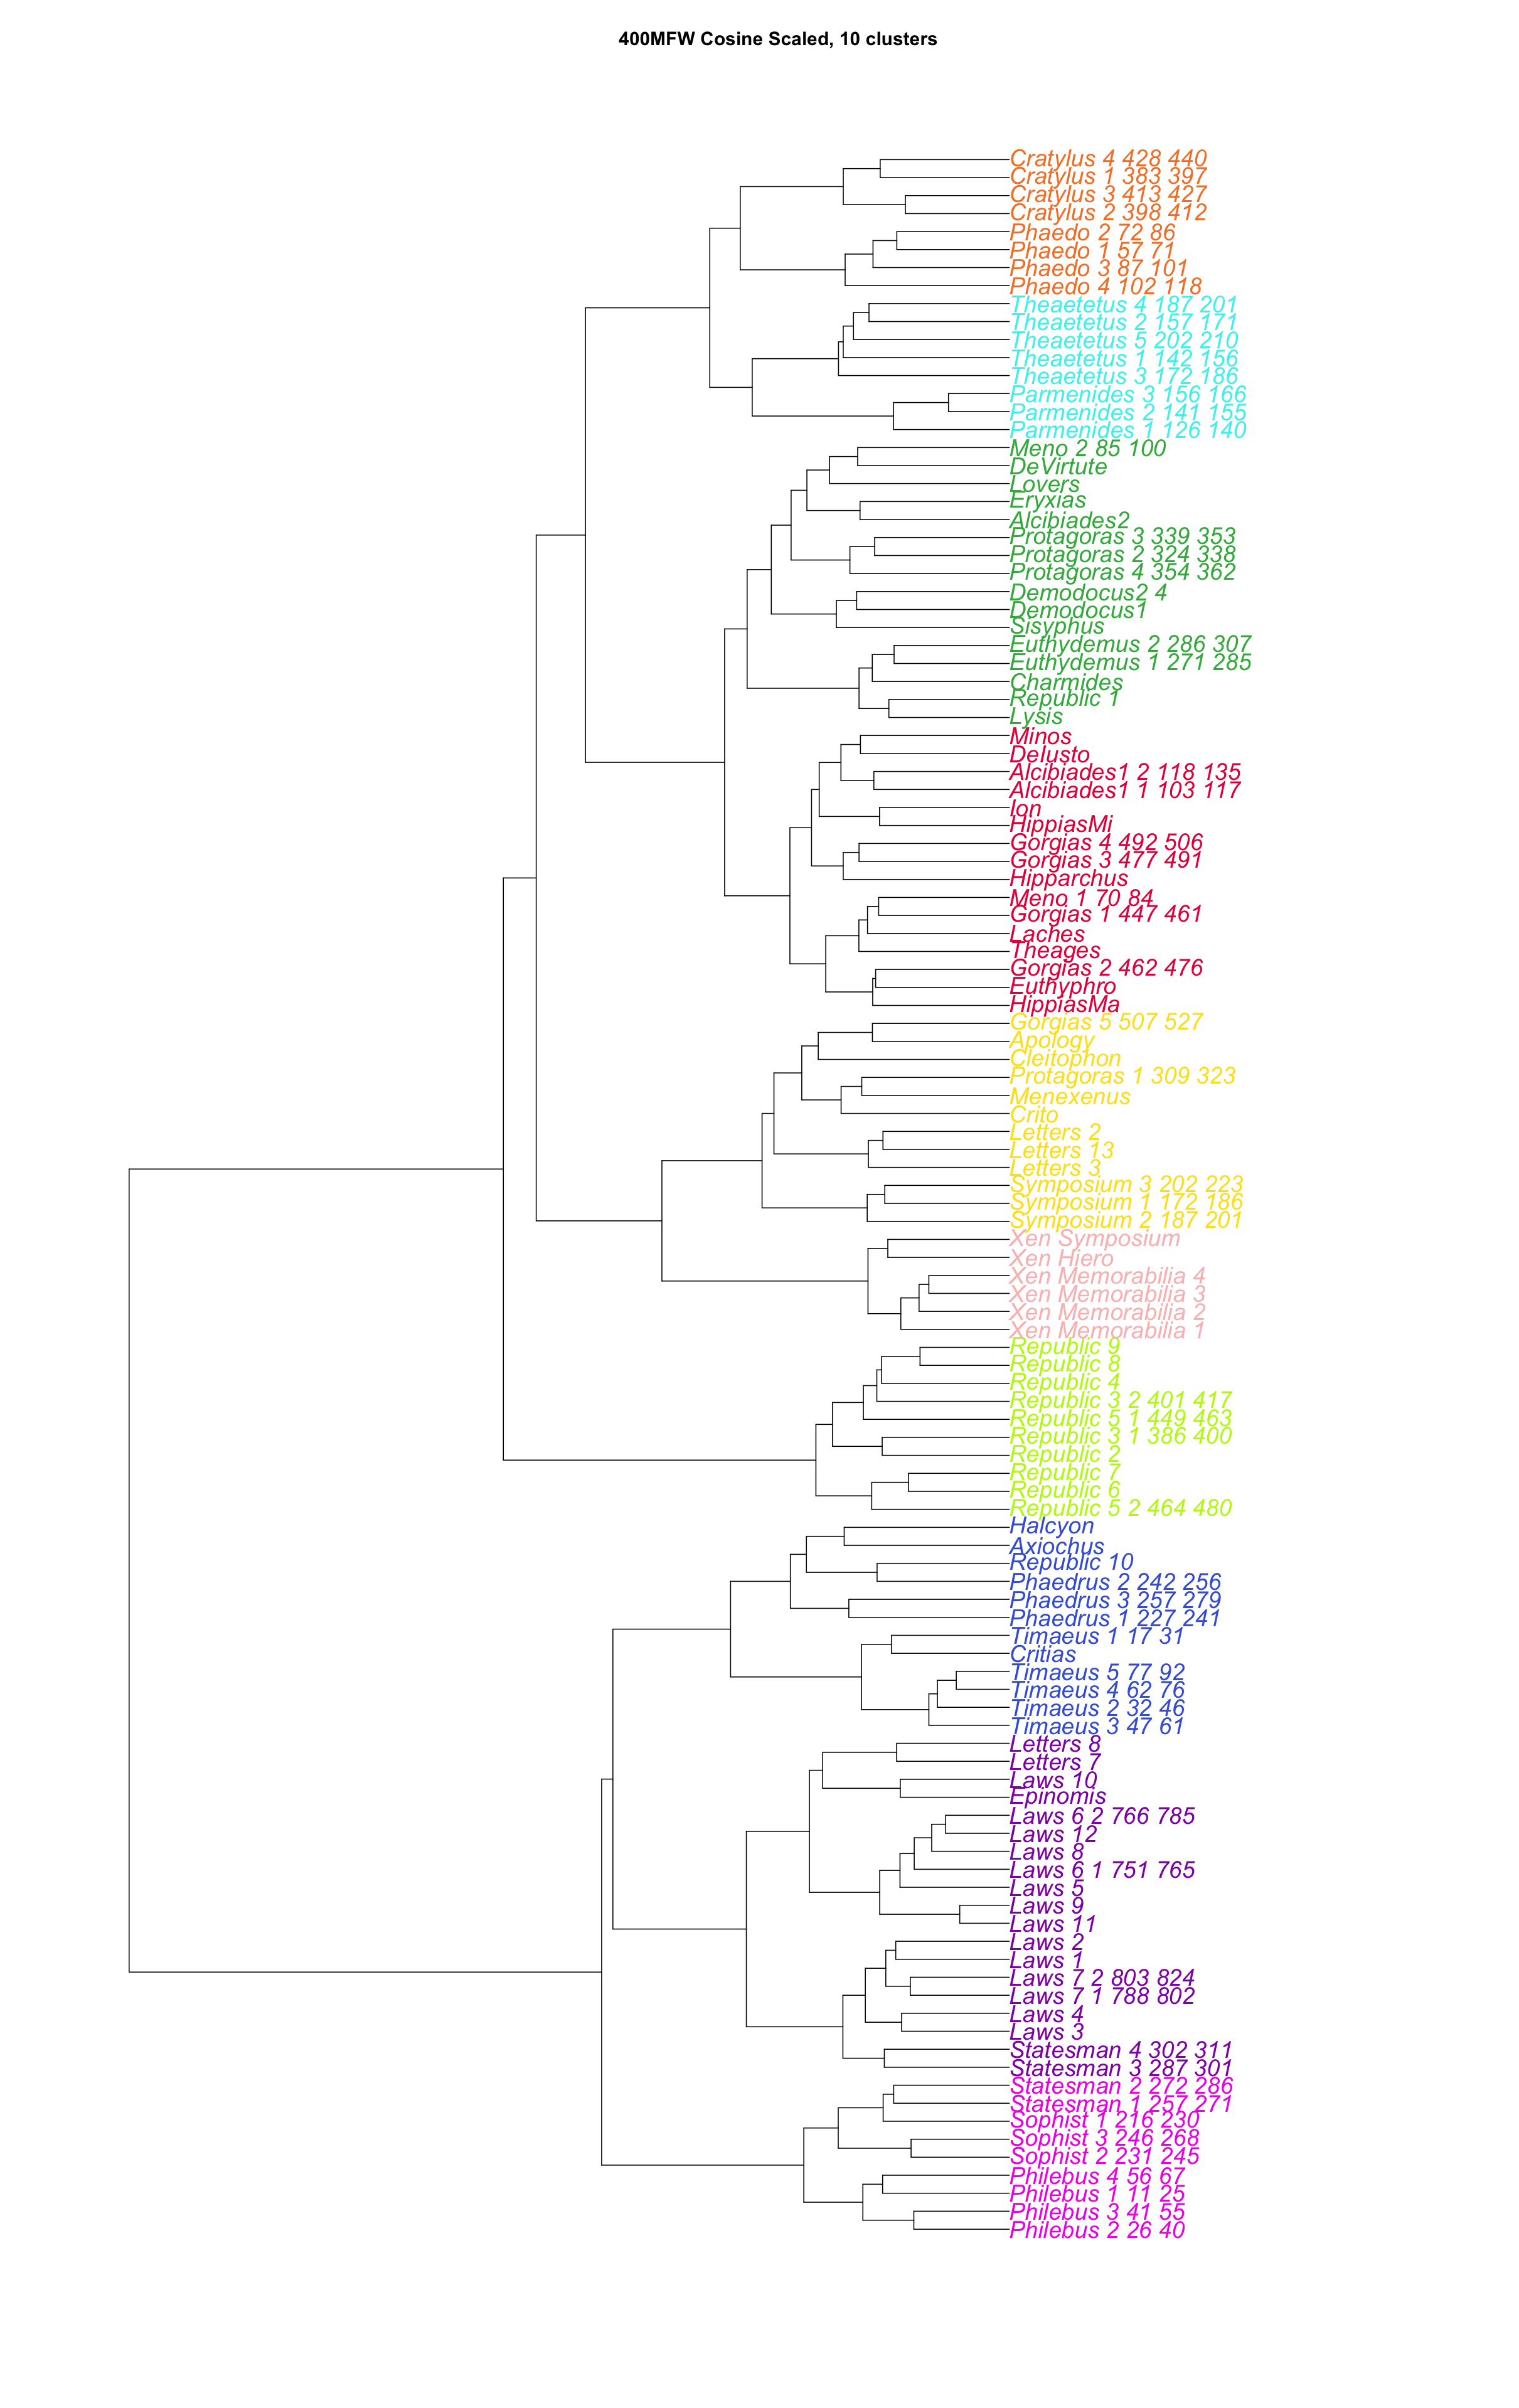 400MFW Cosine Scaled, 10 clusters
Cratylus 4 428 440
Cratylus 1 383 397
Cratylus 3 413 427
Cratylus 2 398 412
Phaedo 2 72 86
Phaedo 1 57 71
Phaedo 3 87 101
Phaedo 4 102 118
Theaetetus 4 187 201
Theaetetus 2 157 171
Theaetetus 5 202 210
Theaetetus 1 142 156
Theaetetus 3 172 186
Parmenides 3 156 166
Parmenides 2 141 155
Parmenides 1 126 140
Meno 2 85 100
DeVirtute
Lovers
Eryxias
Alcibiades2
Protagoras 3 339 353
Protagoras 2 324 338
Protagoras 4 354 362
Demodocus2 4
Demodocus1
Sisyphus
Euthydemus 2 286 307
Euthydemus 1 271 285
Charmides
Republic 1
Lysis
Minos
DeIusto
Alcibiades1 2 118 135
Alcibiades1 1 103 117
Ion
HippiasMi
Gorgias 4 492 506
Gorgias 3 477 491
Hipparchus
Meno 1 70 84
Gorgias 1 447 461
Laches
Theages
Gorgias 2 462 476
Euthyphro
HippiasMa
Gorgias 5 507 527
Apology
Cleitophon
Protagoras 1 309 323
Menexenus
Crito
Letters 2
Letters 13
Letters 3
Symposium 3 202 223
Symposium 1 172 186
Symposium 2 187 201
Xen Symposium
Xen Hiero
Xen Memorabilia 4
Xen Memorabilia 3
Xen Memorabilia 2
Xen Memorabilia 1
Republic 9
Republic 8
Republic 4
Republic 3 2 401 417
Republic 5 1 449 463
Republic 3 1 386 400
Republic 2
Republic 7
Republic 6
Republic 5 2 464 480
Halcyon
Axiochus
Republic 10
Phaedrus 2 242 256
Phaedrus 3 257 279
Phaedrus 1 227 241
Timaeus 1 17 31
Critias
Timaeus 5 77 92
Timaeus 4 62 76
Timaeus 2 32 46
Timaeus 3 47 61
Letters 8
Letters 7
Laws 10
Epinomis
Laws 6 2 766 785
Laws 12
Laws 8
Laws 6 1 751 765
Laws 5
Laws 9
Laws 11
Laws 2
Laws 1
Laws 7 2 803 824
Laws 7 1 788 802
Laws 4
Laws 3
Statesman 4 302 311
Statesman 3 287 301
Statesman 2 272 286
Statesman 1 257 271
Sophist 1 216 230
Sophist 3 246 268
Sophist 2 231 245
Philebus 4 56 67
Philebus 1 11 25
Philebus 3 41 55
Philebus 2 26 40